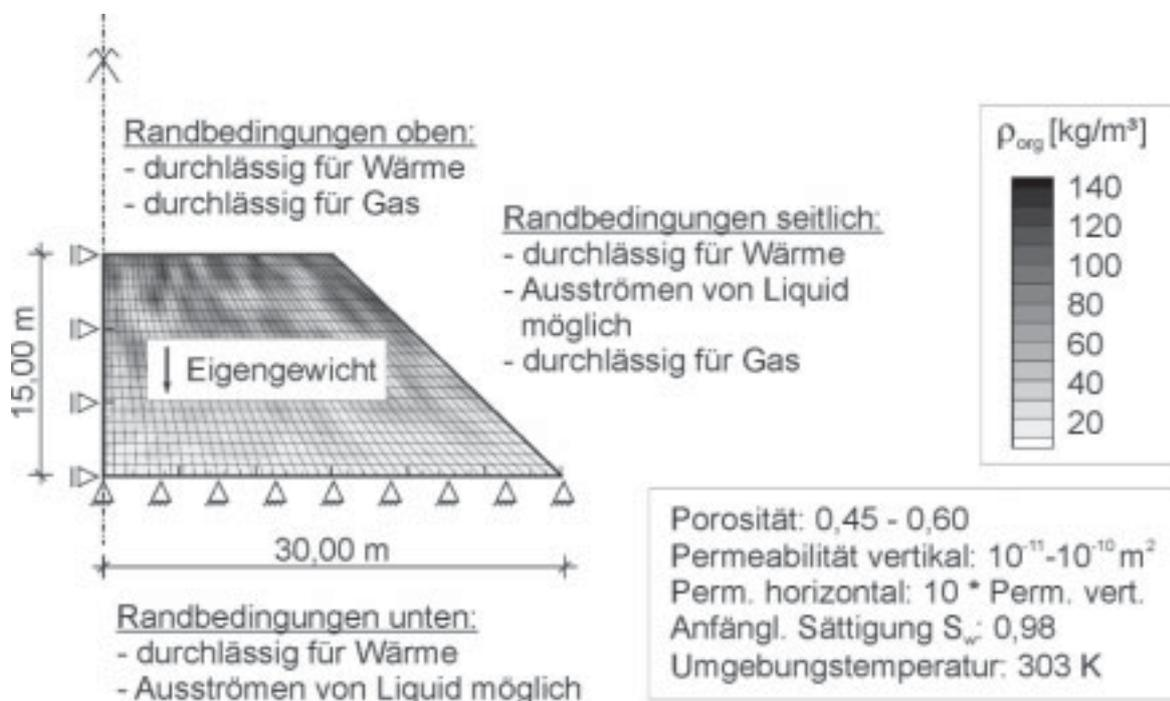 Randbedingungen oben:
- durchlässig für Wärme
- durchlässig für Gas
Randbedingungen seitlich:
- durchlässig für Wärme
- Ausströmen von Liquid
möglich
- durchlässig für Gas
ρorg [kg/m³]
140
120
100
80
60
40
20
15,00 m
Eigengewicht
30,00 m
Randbedingungen unten:
- durchlässig für Wärme
- Ausströmen von Liquid möglich
Porosität: 0,45 - 0,60
Permeabilität vertikal: 10⁻¹¹-10⁻¹⁰ m²
Perm. horizontal: 10 * Perm. vert.
Anfängl. Sättigung Sw: 0,98
Umgebungstemperatur: 303 K